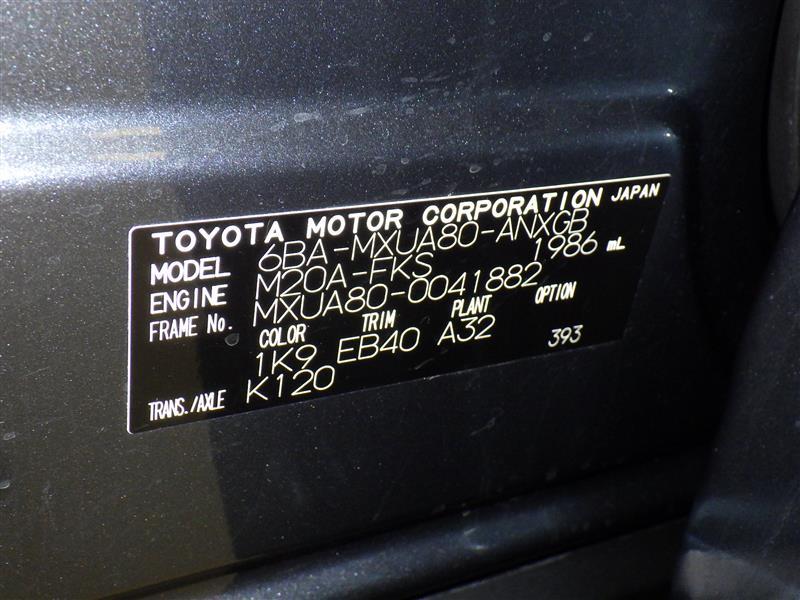 TOYOTA MOTOR CORPORATION JAPAN
MODEL 6BA-MXUA80-ANXGB
ENGINE M20A-FKS 1986 mL
FRAME No. MXUA80-0041882
COLOR TRIM PLANT OPTION
1K9 EB40 A32 393
TRANS./AXLE K120